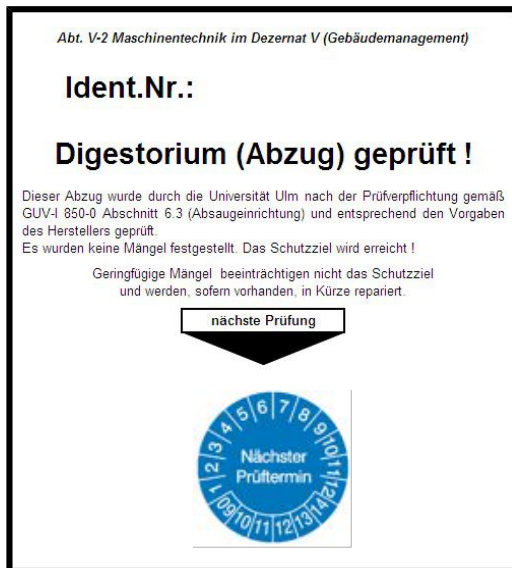 Abt. V-2 Maschinentechnik im Dezernat V (Gebäudemanagement)
Ident.Nr.:
Digestorium (Abzug) geprüft !
Dieser Abzug wurde durch die Universität Ulm nach der Prüfverpflichtung gemäß
GUV-I 850-0 Abschnitt 6.3 (Absaugeinrichtung) und entsprechend den Vorgaben
des Herstellers geprüft.
Es wurden keine Mängel festgestellt. Das Schutzziel wird erreicht !
Geringfügige Mängel beeinträchtigen nicht das Schutzziel
und werden, sofern vorhanden, in Kürze repariert.
nächste Prüfung
1 2 3 4 5 6 7 8 9 10 11 12
Nächster
Prüftermin
09 10 11 12 13 14